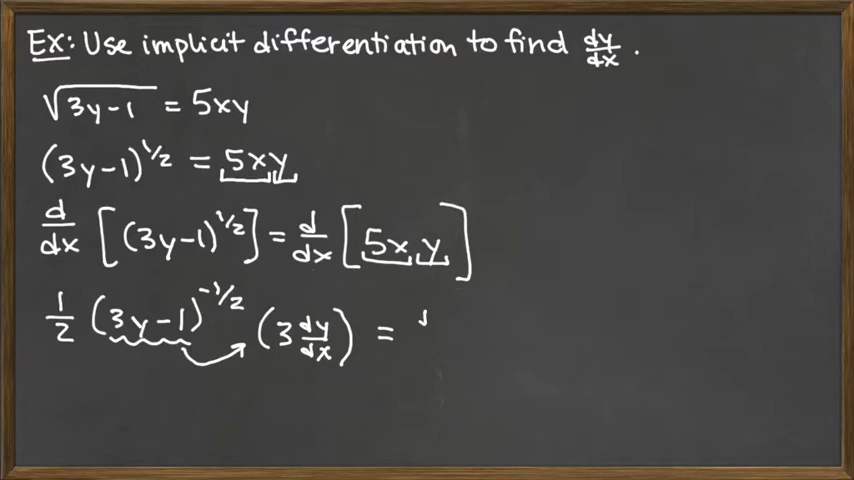 Ex: Use implicit differentiation to find dy/dx.
√(3y-1) = 5xy
(3y-1)^1/2 = 5xy
d/dx [(3y-1)^1/2] = d/dx [5x y]
1/2 (3y-1)^-1/2 (3 dy/dx) =